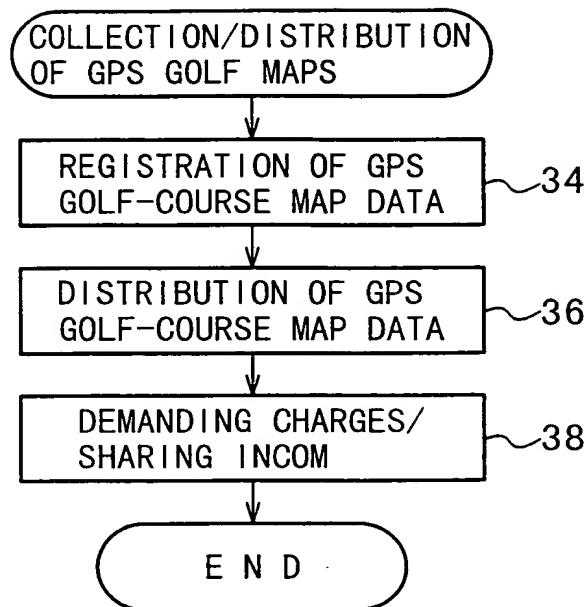 COLLECTION/DISTRIBUTION
OF GPS GOLF MAPS
REGISTRATION OF GPS
GOLF-COURSE MAP DATA
34
DISTRIBUTION OF GPS
GOLF-COURSE MAP DATA
36
DEMANDING CHARGES/
SHARING INCOM
38
END